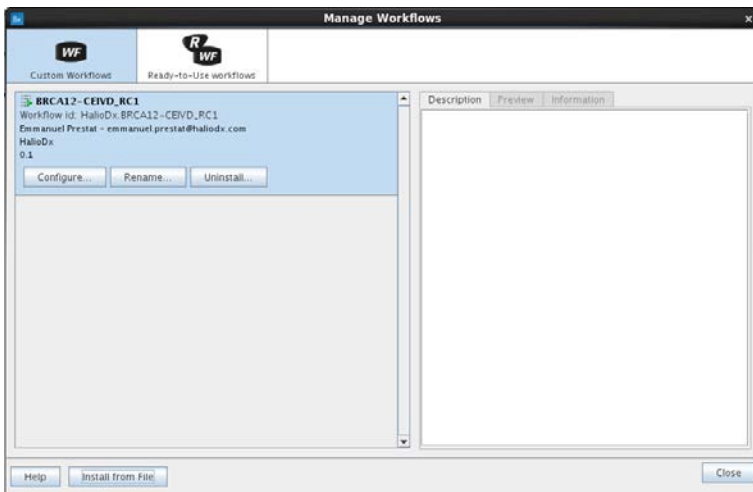 Bx
Manage Workflows
WF
R
WF
Custom Workflows
Ready-to-Use workflows
BRCA12-CEIVD_RC1
Workflow id: HalioDx.BRCA12-CEIVD_RC1
Emmanuel Prestat - emmanuel.prestat@haliodx.com
HalioDx
0.1
Configure...
Rename...
Uninstall...
Description
Preview
Information
Help
Install from File
Close